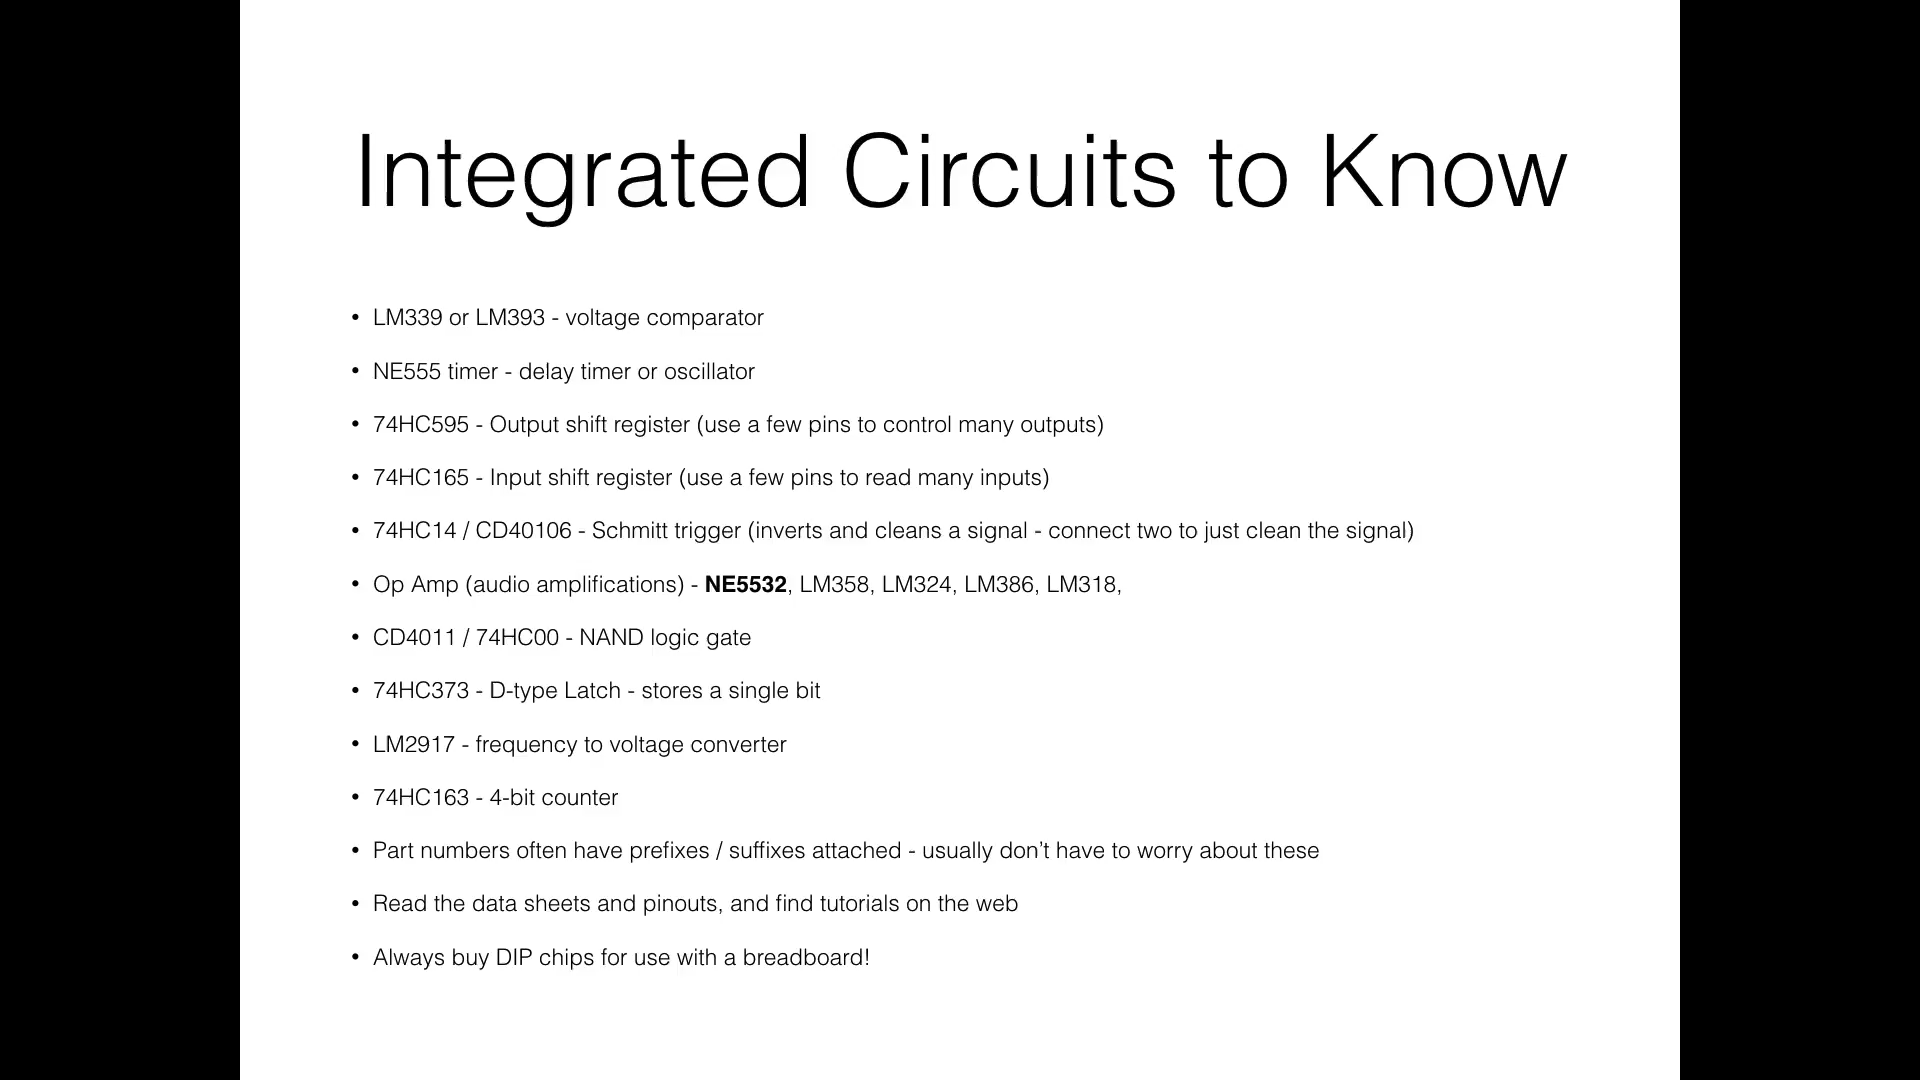 Integrated Circuits to Know
• LM339 or LM393 - voltage comparator
• NE555 timer - delay timer or oscillator
• 74HC595 - Output shift register (use a few pins to control many outputs)
• 74HC165 - Input shift register (use a few pins to read many inputs)
• 74HC14 / CD40106 - Schmitt trigger (inverts and cleans a signal - connect two to just clean the signal)
• Op Amp (audio amplifications) - NE5532, LM358, LM324, LM386, LM318,
• CD4011 / 74HC00 - NAND logic gate
• 74HC373 - D-type Latch - stores a single bit
• LM2917 - frequency to voltage converter
• 74HC163 - 4-bit counter
• Part numbers often have prefixes / suffixes attached - usually don’t have to worry about these
• Read the data sheets and pinouts, and find tutorials on the web
• Always buy DIP chips for use with a breadboard!